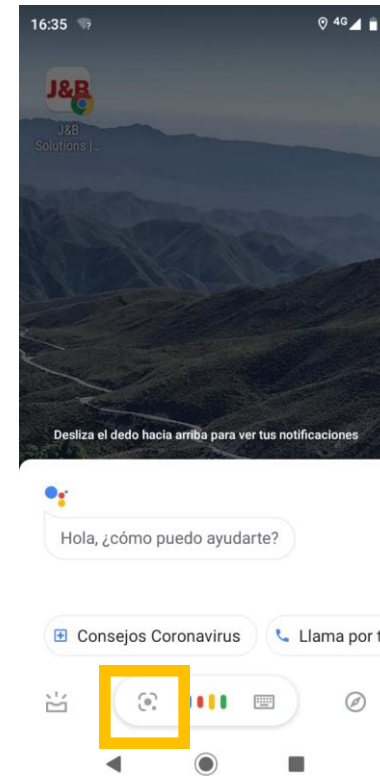 16:35
4G
J&B
J&B
Solutions |...
Desliza el dedo hacia arriba para ver tus notificaciones
Hola, ¿cómo puedo ayudarte?
Consejos Coronavirus
Llama por t